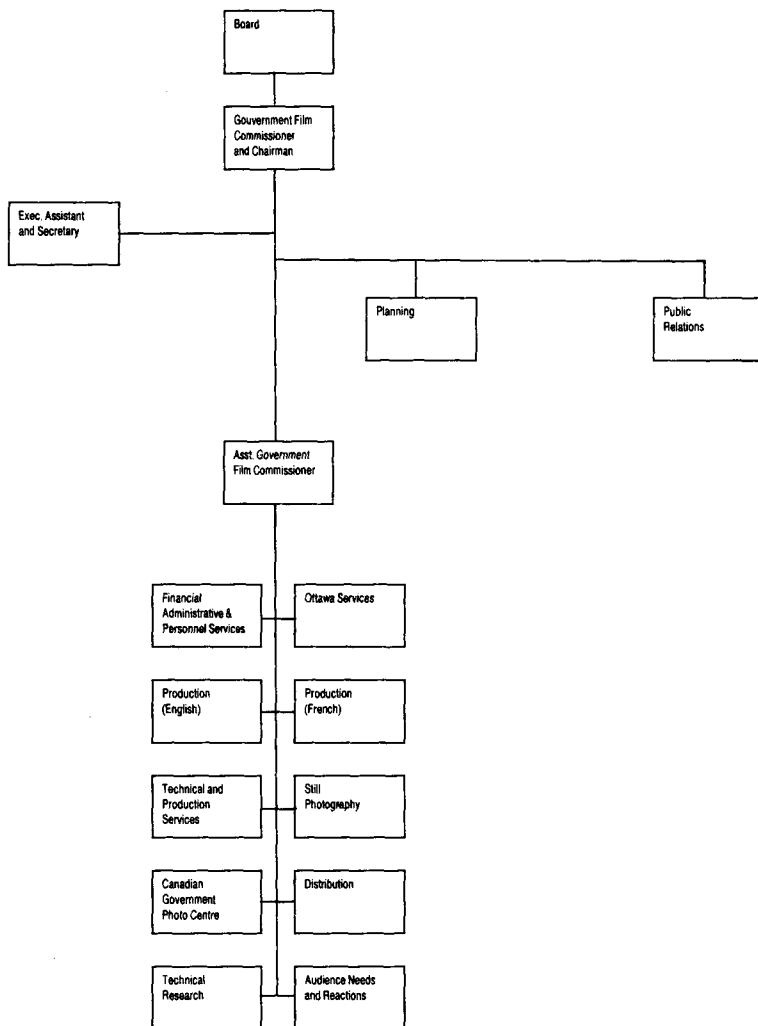 Board
Gouvernment Film
Commissioner
and Chairman
Exec. Assistant
and Secretary
Planning
Public
Relations
Asst. Government
Film Commissioner
Financial
Administrative &
Personnel Services
Ottawa Services
Production
(English)
Production
(French)
Technical and
Production
Services
Still
Photography
Canadian
Government
Photo Centre
Distribution
Technical
Research
Audience Needs
and Reactions